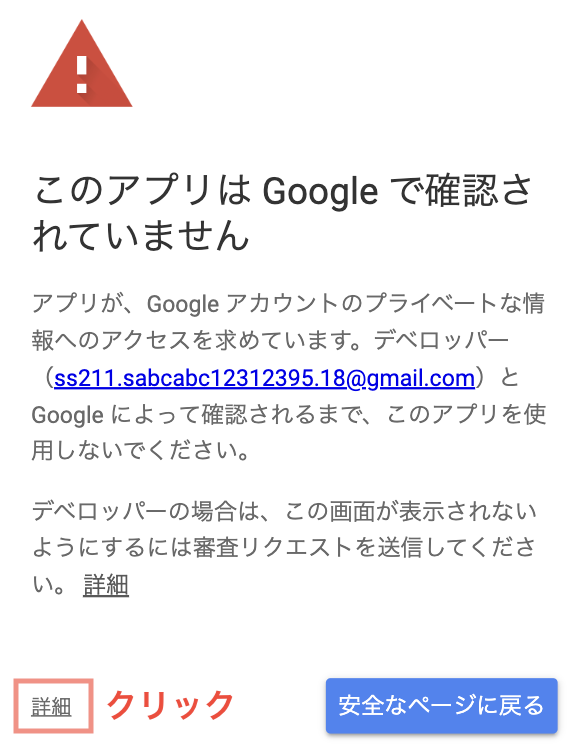 このアプリは Google で確認さ
れていません
アプリが、Google アカウントのプライベートな情
報へのアクセスを求めています。デベロッパー
（ss211.sabcabc12312395.18@gmail.com）と
Google によって確認されるまで、このアプリを使
用しないでください。
デベロッパーの場合は、この画面が表示されない
ようにするには審査リクエストを送信してくださ
い。 詳細
詳細 クリック 安全なページに戻る